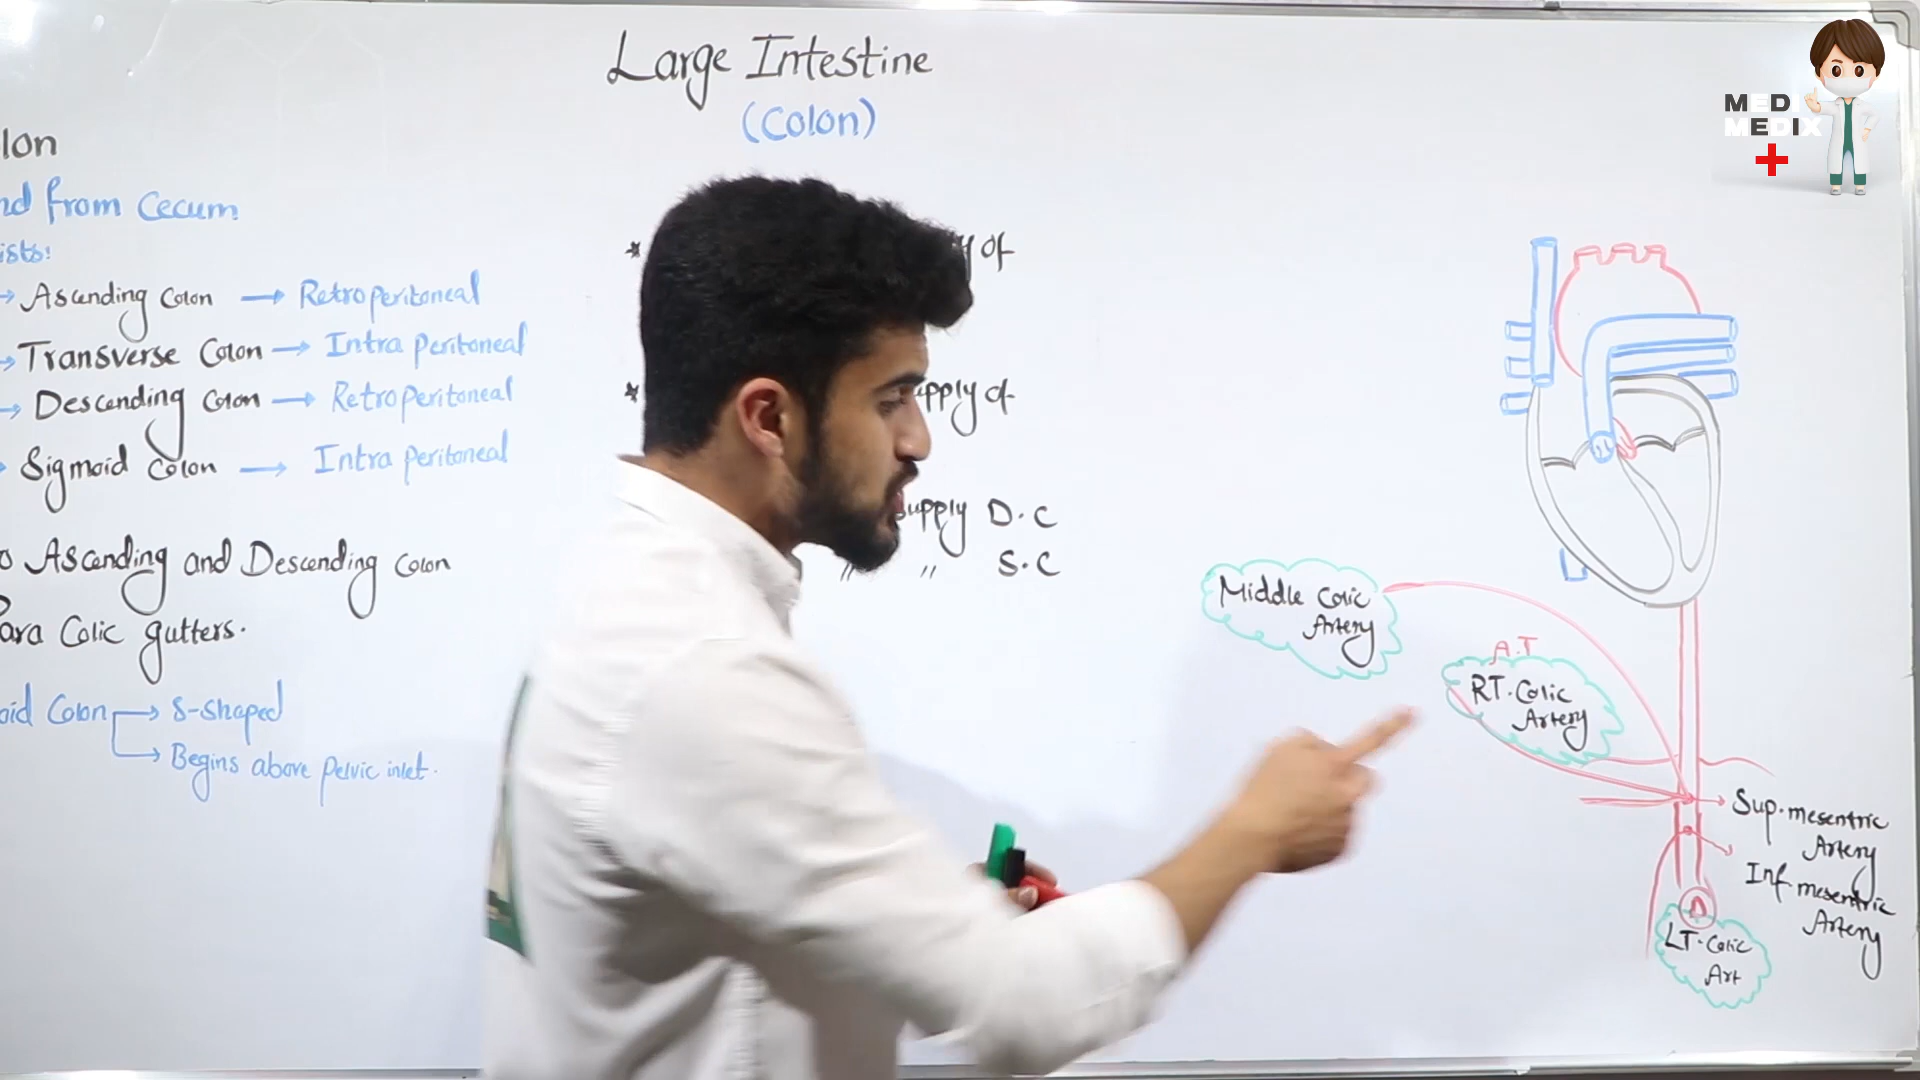 Large Intestine
(Colon)
MEDI
MEDIX
lon
nd from Cecum
ists:
Ascending Colon → Retroperitoneal
Transverse Colon → Intra Peritoneal
Descending Colon → Retroperitoneal
Sigmoid Colon → Intra Peritoneal
o Ascending and Descending Colon
ara Colic gutters.
oid Colon → S-shaped
→ Begins above Pelvic inlet.
* y of
* upply of
supply D.C
〃 〃 S.C
Middle Colic
Artery
A.T
RT. Colic
Artery
Sup. mesentric
Artery
Inf. mesentric
Artery
LT. Colic
Art